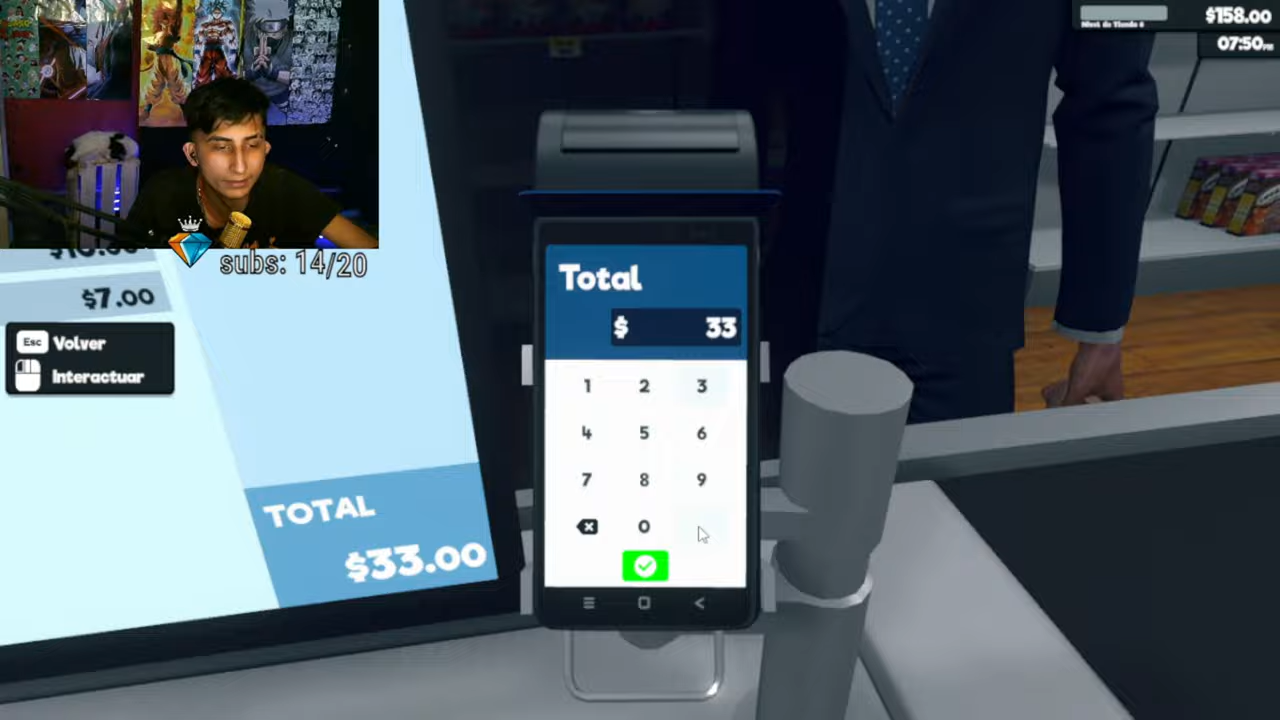 $158.00
07:50PM
subs: 14/20
$7.00
Esc Volver
Interactuar
TOTAL
$33.00
Total
$ 33
1 2 3
4 5 6
7 8 9
0